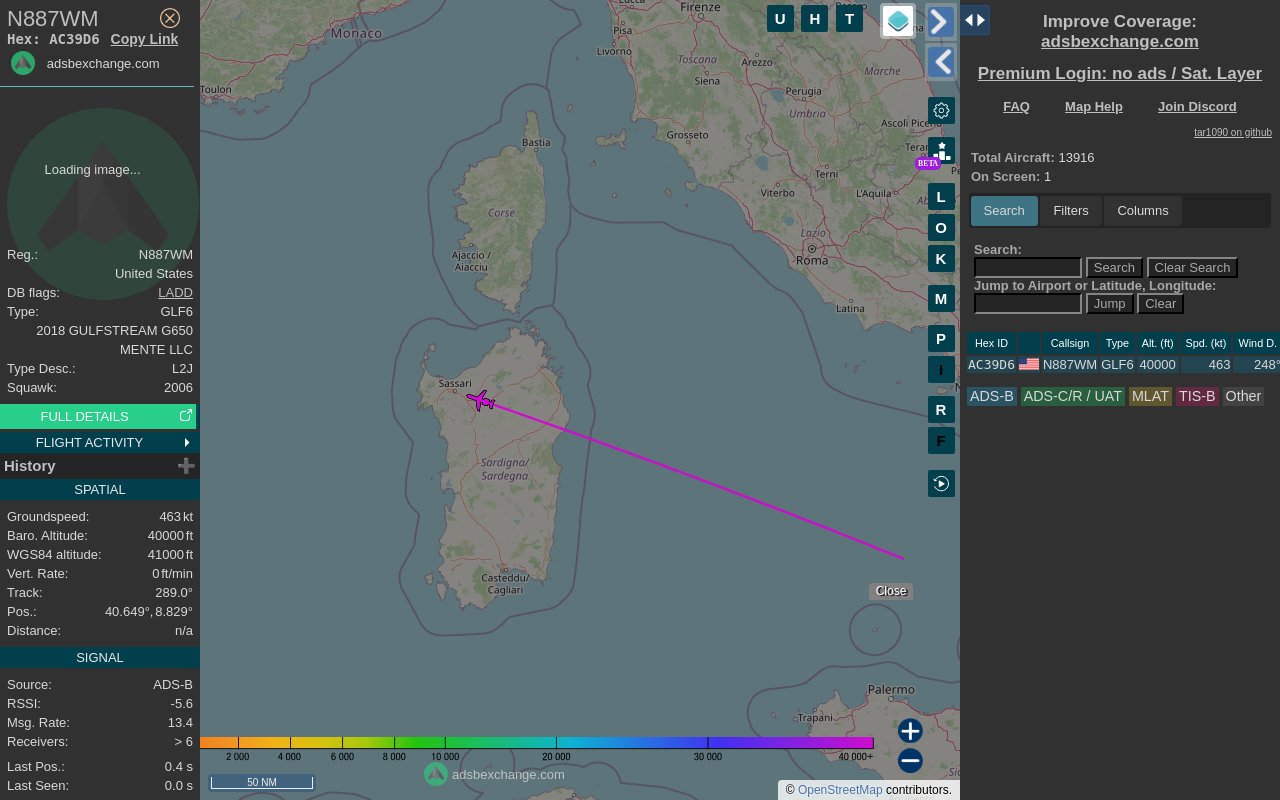 N887WM
Hex: AC39D6 Copy Link
adsbexchange.com
Loading image...
Reg.: N887WM
United States
DB flags: LADD
Type: GLF6
2018 GULFSTREAM G650
MENTE LLC
Type Desc.: L2J
Squawk: 2006
FULL DETAILS
FLIGHT ACTIVITY
History
SPATIAL
Groundspeed: 463 kt
Baro. Altitude: 40000 ft
WGS84 altitude: 41000 ft
Vert. Rate: 0 ft/min
Track: 289.0°
Pos.: 40.649°, 8.829°
Distance: n/a
SIGNAL
Source: ADS-B
RSSI: -5.6
Msg. Rate: 13.4
Receivers: > 6
Last Pos.: 0.4 s
Last Seen: 0.0 s
Firenze
Pisa
Monaco
Livorno
Toscana
Arezzo
Marche
Siena
Toulon
Perugia
Umbria
Ascoli Piceno
Grosseto
Bastia
Terni
Viterbo
L'Aquila
Corse
Lazio
Ajaccio /
Aiacciu
Roma
Latina
Sassari
Sardigna/
Sardegna
Casteddu/
Cagliari
Palermo
Trapani
U H T
BETA
L
O
K
M
P
I
R
F
Close
2 000 4 000 6 000 8 000 10 000 20 000 30 000 40 000+
adsbexchange.com
50 NM
© OpenStreetMap contributors.
Improve Coverage:
adsbexchange.com
Premium Login: no ads / Sat. Layer
FAQ Map Help Join Discord
tar1090 on github
Total Aircraft: 13916
On Screen: 1
Search Filters Columns
Search:
Search Clear Search
Jump to Airport or Latitude, Longitude:
Jump Clear
Hex ID Callsign Type Alt. (ft) Spd. (kt) Wind D.
AC39D6 N887WM GLF6 40000 463 248°
ADS-B ADS-C/R / UAT MLAT TIS-B Other